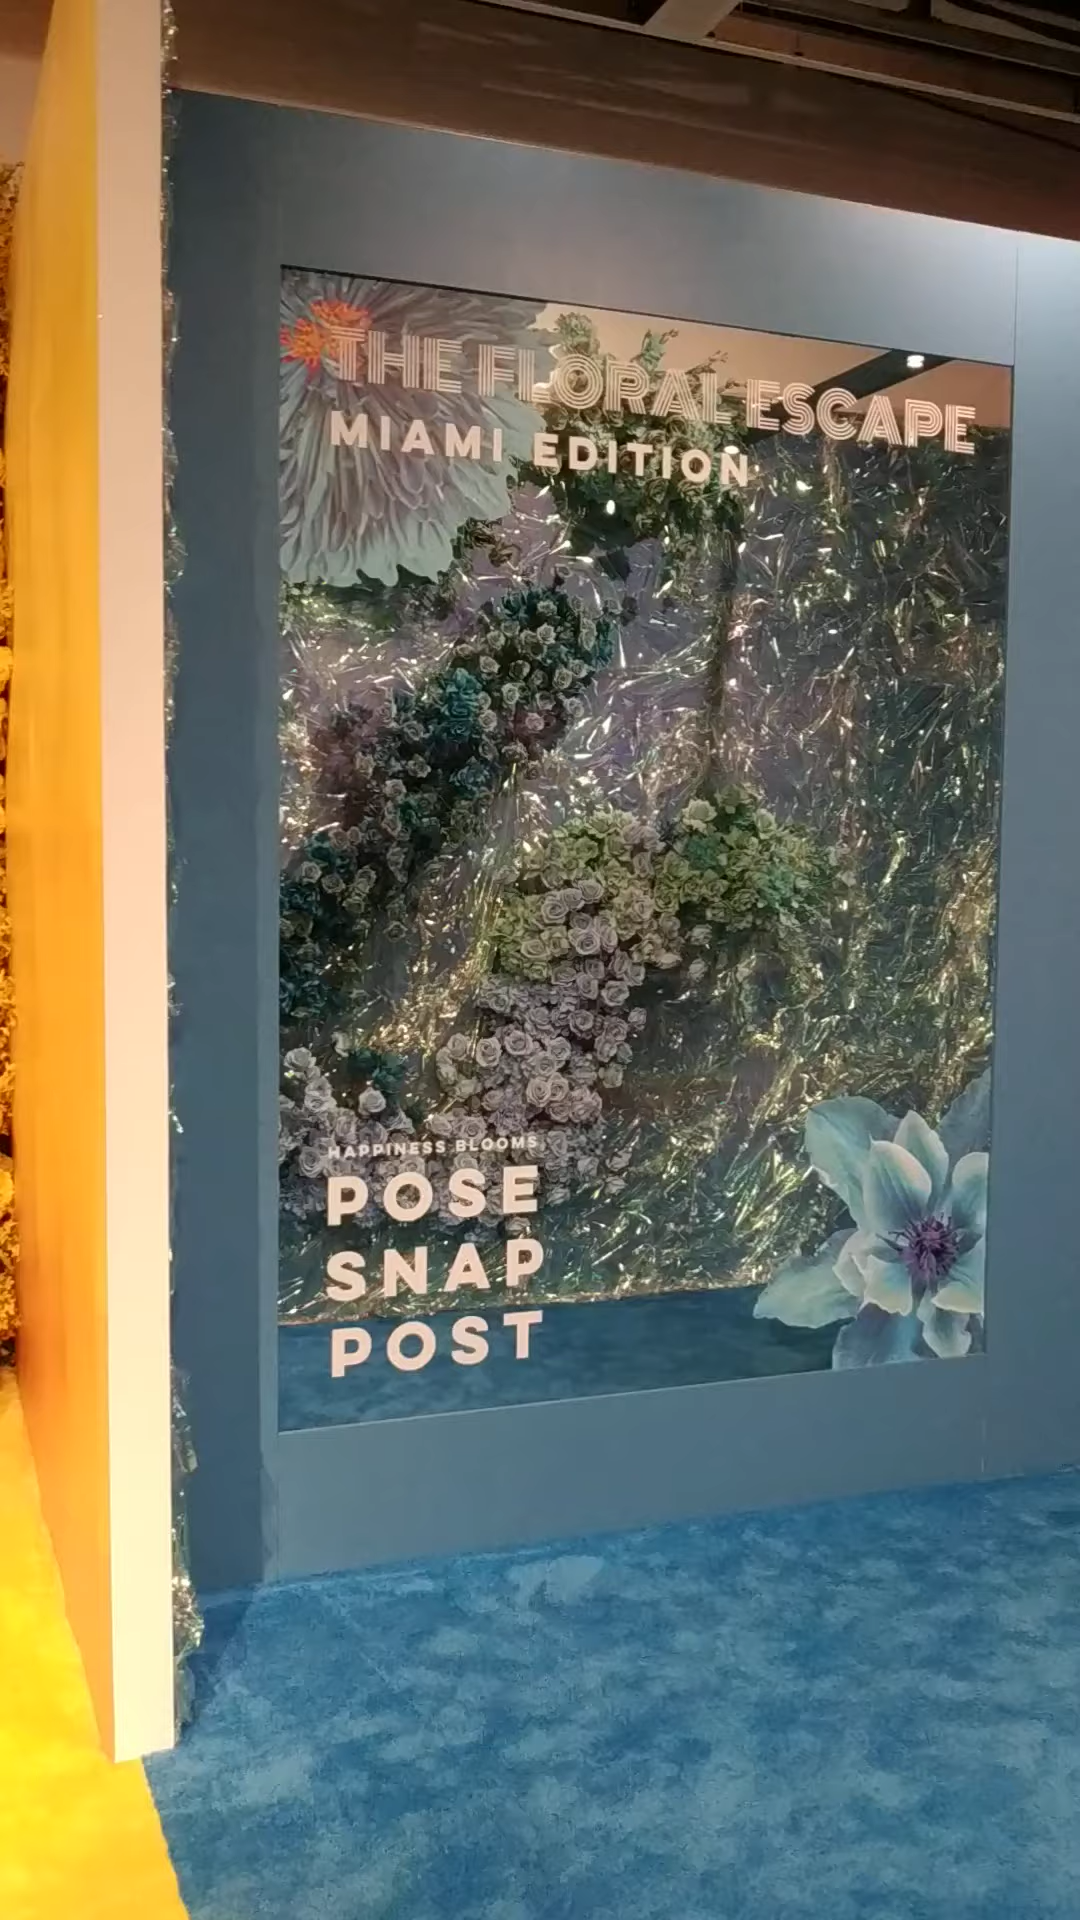 THE FLORAL ESCAPE
MIAMI EDITION
HAPPINESS BLOOMS
POSE
SNAP
POST